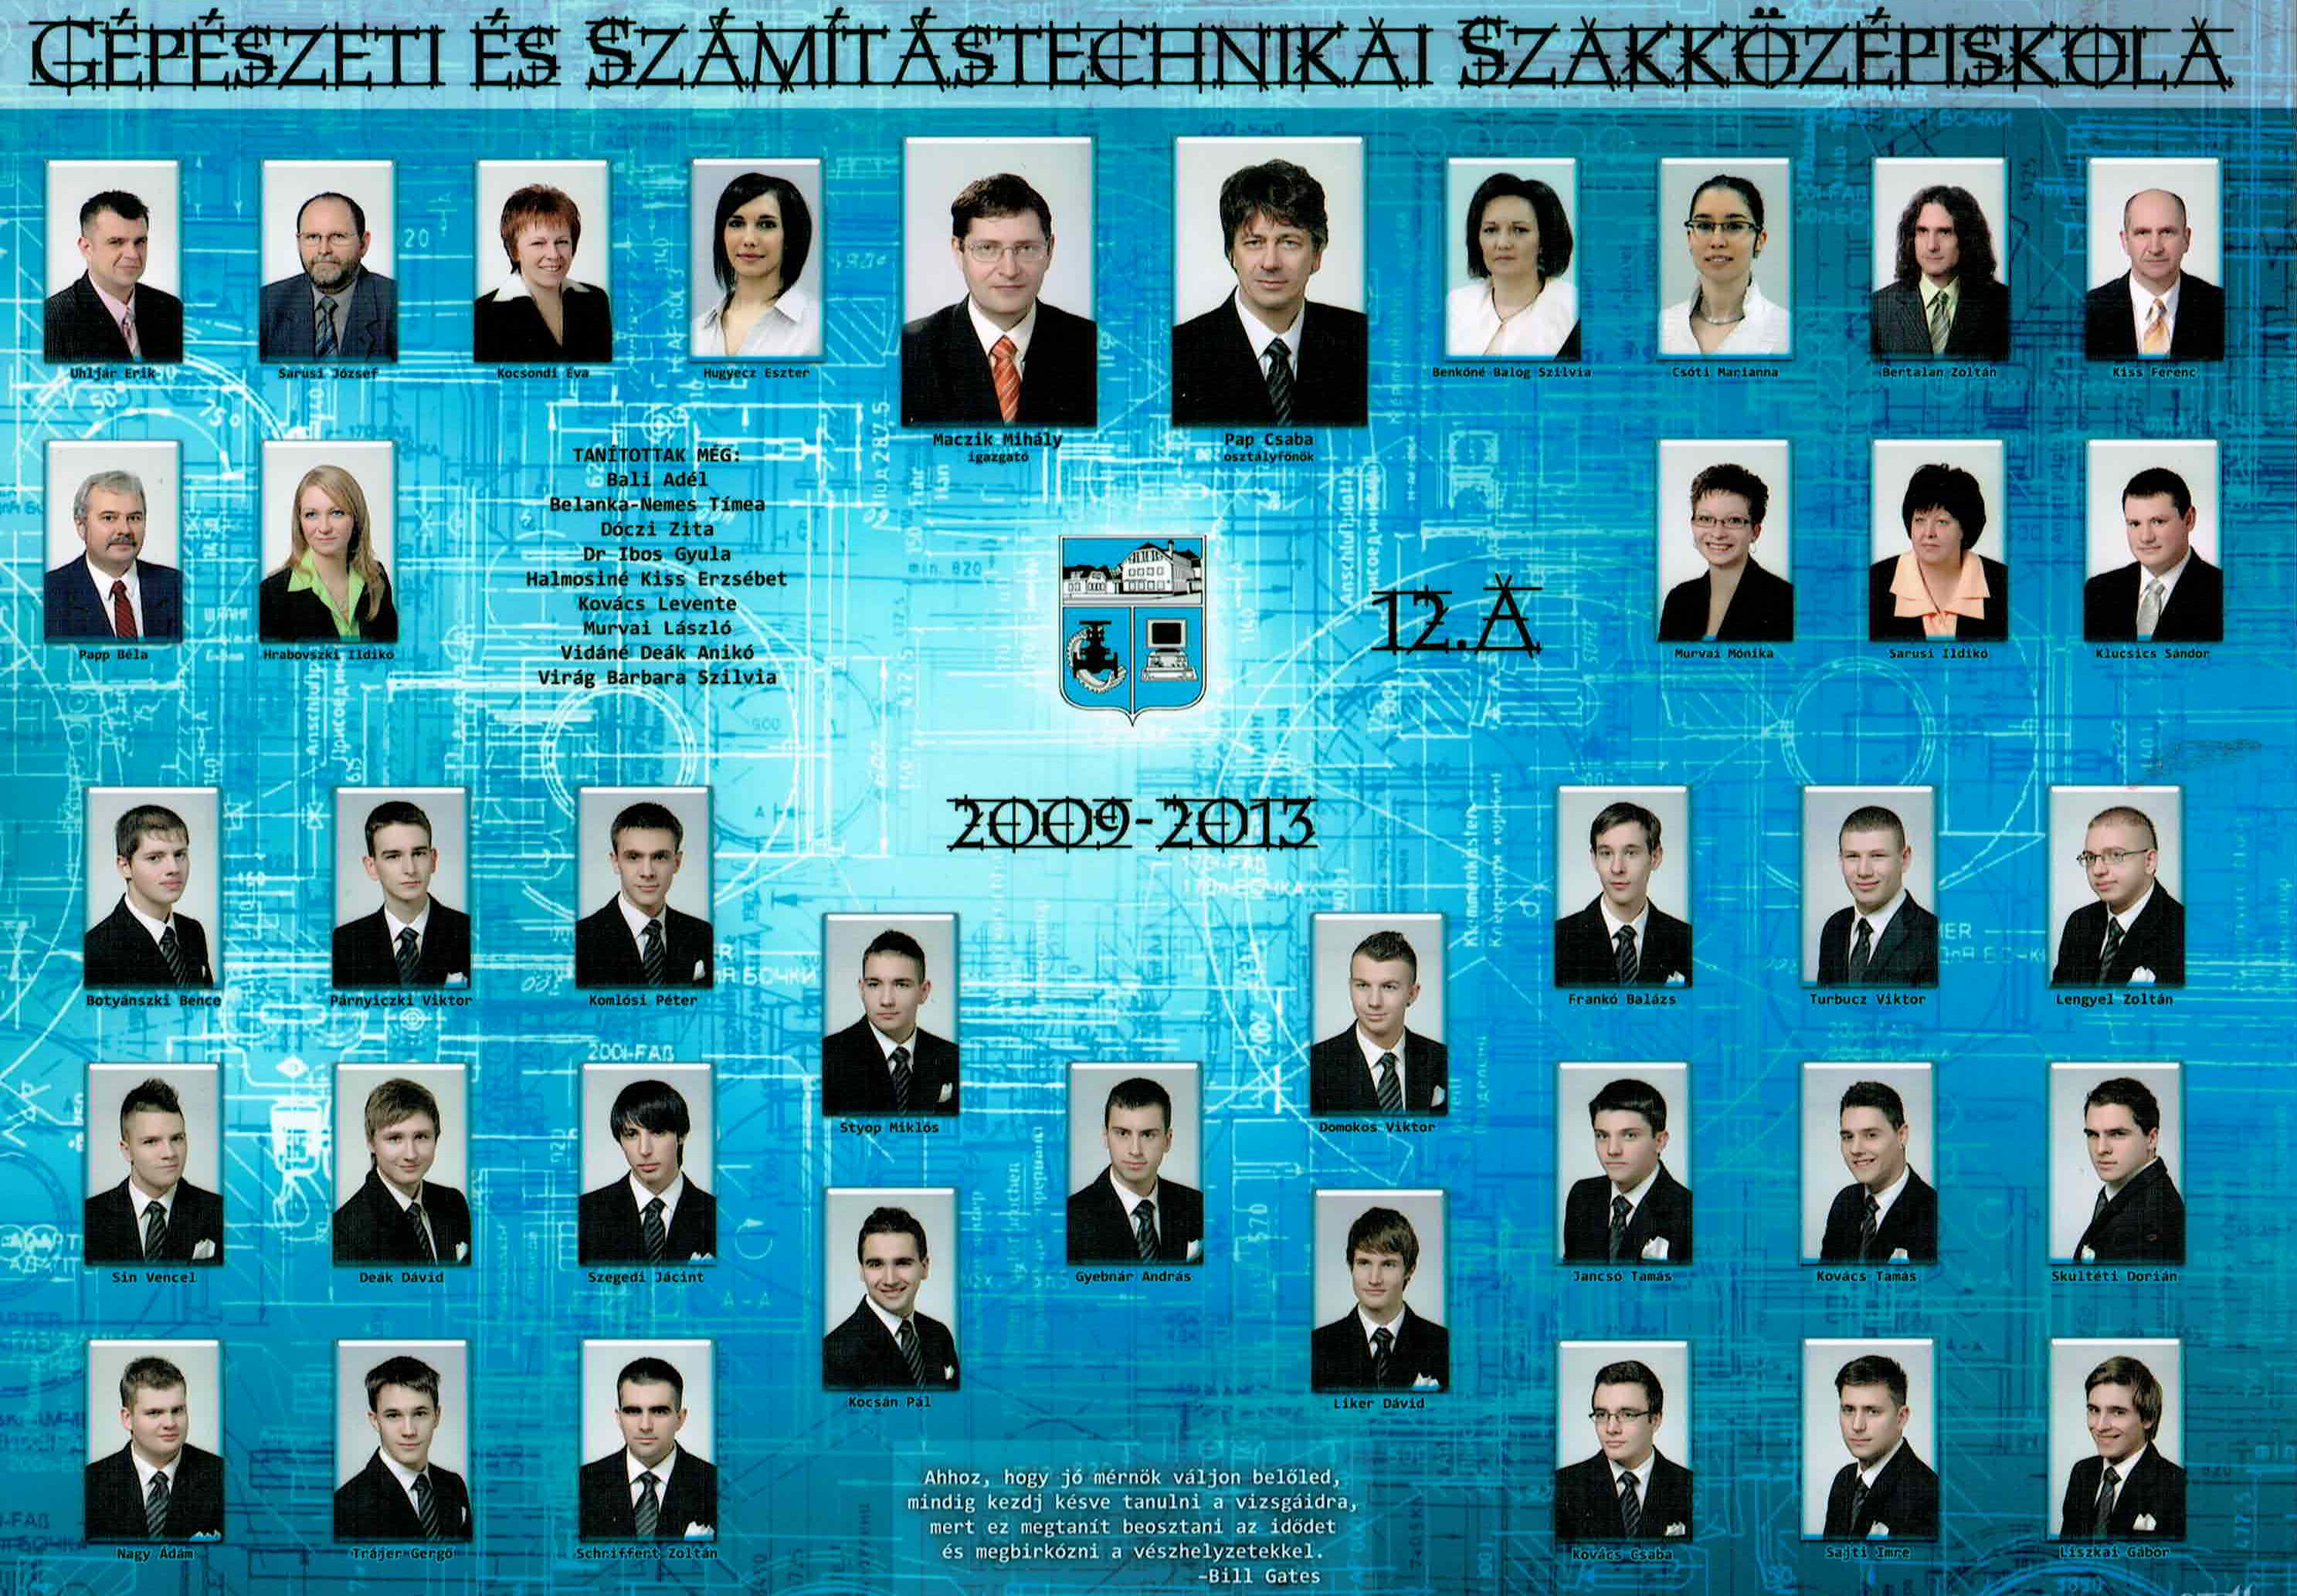 GÉPÉSZETI ÉS SZÁMÍTÁSTECHNIKAI SZAKKÖZÉPISKOLA
Uhljár Erik
Sarusi József
Kocsondi Éva
Hugyecz Eszter
Maczik Mihály
igazgató
Pap Csaba
osztályfőnök
Benkóné Balog Szilvia
Csóti Marianna
Bertalan Zoltán
Kiss Ferenc
Papp Béla
Hrabovszki Ildikó
TANÍTOTTAK MÉG:
Bali Adél
Belanka-Nemes Tímea
Dóczi Zita
Dr Ibos Gyula
Halmosiné Kiss Erzsébet
Kovács Levente
Murvai László
Vidáné Deák Anikó
Virág Barbara Szilvia
12.A
Murvai Mónika
Sarusi Ildikó
Klucsics Sándor
2009-2013
Botyánszki Bence
Párnyiczki Viktor
Komlósi Péter
Styop Miklós
Domokos Viktor
Frankó Balázs
Turbucz Viktor
Lengyel Zoltán
Sin Vencel
Deák Dávid
Szegedi Jácint
Gyebnár András
Jancsó Tamás
Kovács Tamás
Skultéti Dorián
Kocsán Pál
Liker Dávid
Nagy Ádám
Trájer Gergő
Schriffert Zoltán
Kovács Csaba
Sajti Imre
Liszkai Gábor
Ahhoz, hogy jó mérnök váljon belőled,
mindig kezdj késve tanulni a vizsgáidra,
mert ez megtanít beosztani az idődet
és megbirkózni a vészhelyzetekkel.
-Bill Gates